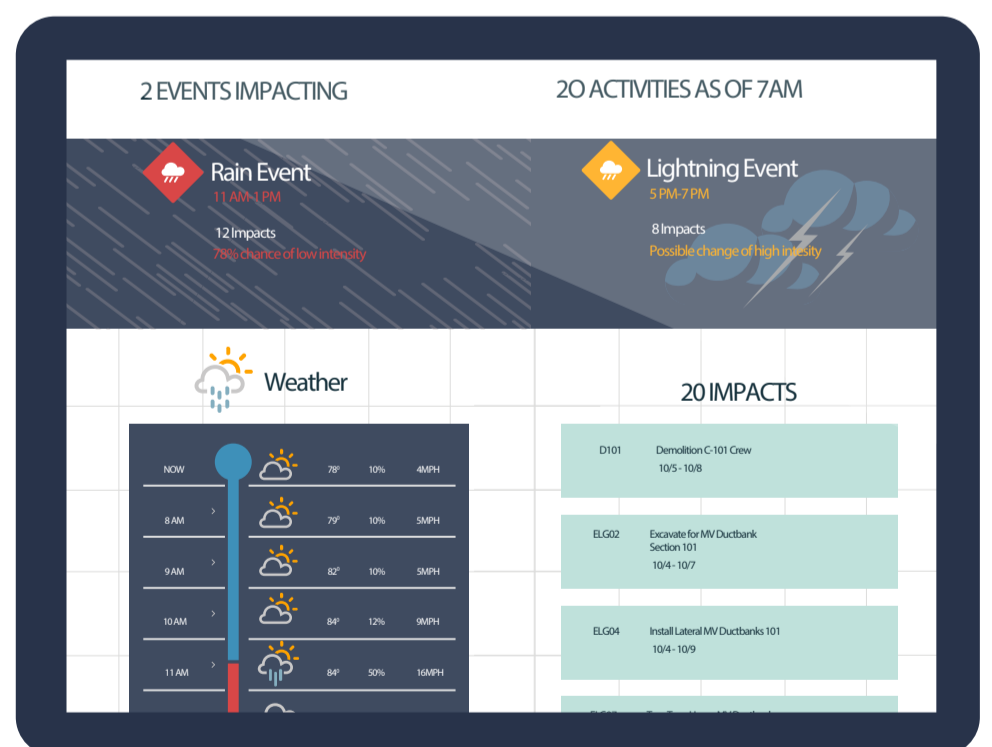 2 EVENTS IMPACTING
2O ACTIVITIES AS OF 7AM
Rain Event
11 AM-1 PM
12 Impacts
78% chance of low intensity
Lightning Event
5 PM-7 PM
8 Impacts
Possible change of high intesity
Weather
NOW 78° 10% 4MPH
8 AM > 79° 10% 5MPH
9 AM > 82° 10% 5MPH
10 AM > 84° 12% 9MPH
11 AM > 84° 50% 16MPH
20 IMPACTS
D101 Demolition C-101 Crew
10/5 - 10/8
ELG02 Excavate for MV Ductbank
Section 101
10/4 - 10/7
ELG04 Install Lateral MV Ductbanks 101
10/4 - 10/9